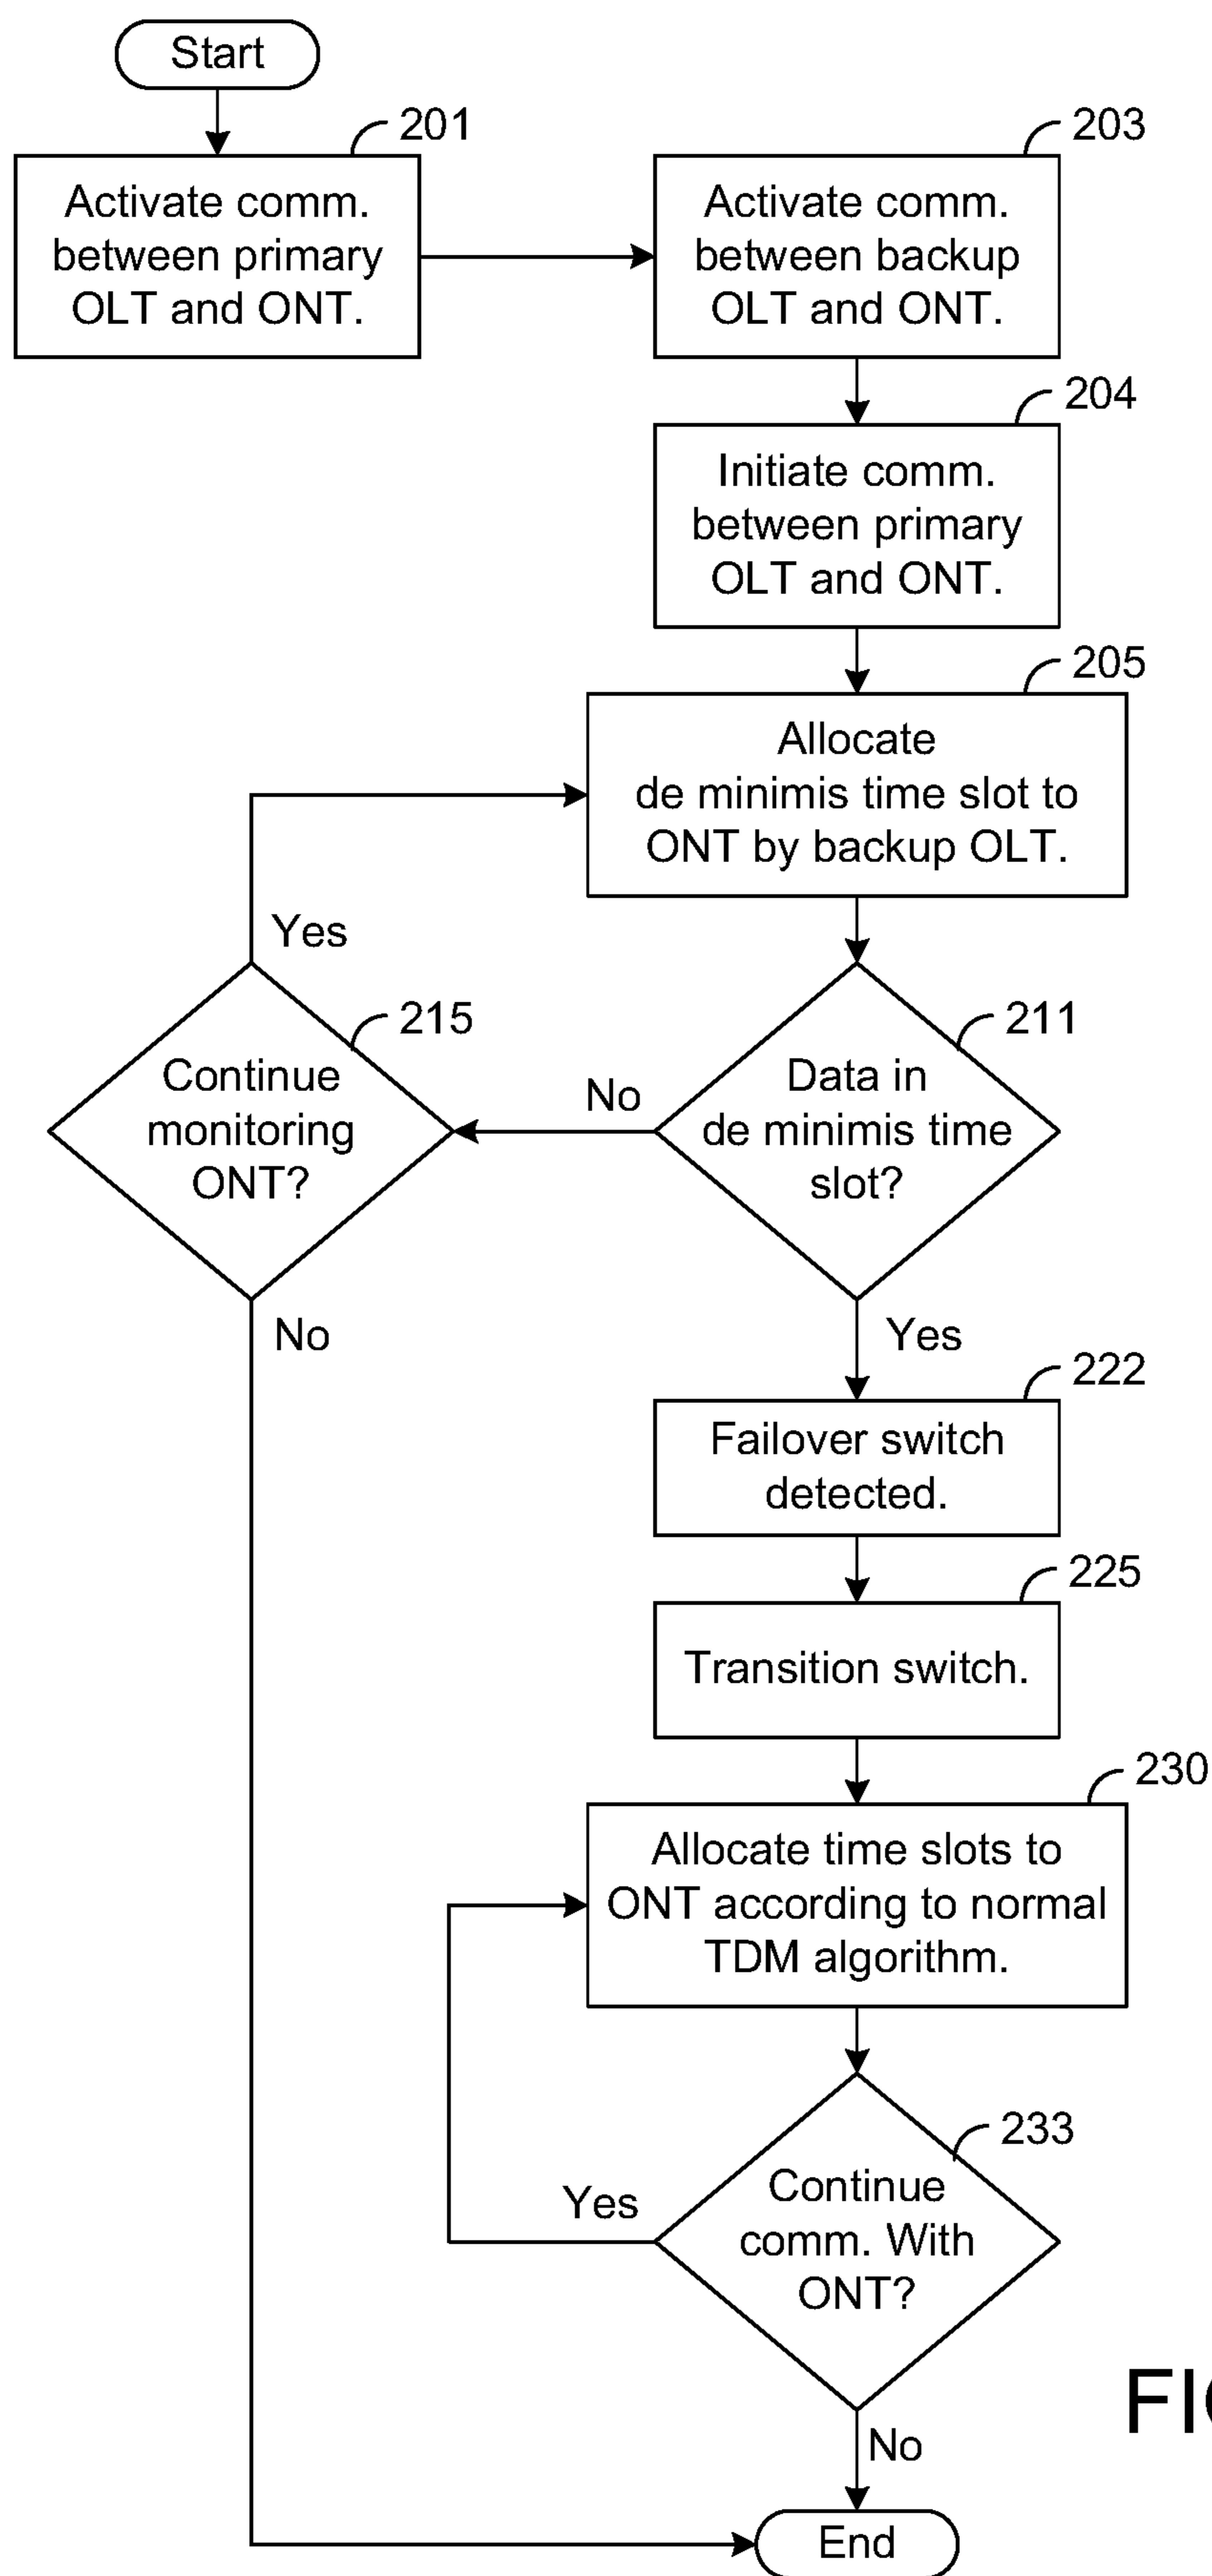 Start
201
Activate comm.
between primary
OLT and ONT.
203
Activate comm.
between backup
OLT and ONT.
204
Initiate comm.
between primary
OLT and ONT.
205
Allocate
de minimis time slot to
ONT by backup OLT.
Yes
215
Continue
monitoring
ONT?
No
211
Data in
de minimis time
slot?
No
Yes
222
Failover switch
detected.
225
Transition switch.
230
Allocate time slots to
ONT according to normal
TDM algorithm.
233
Continue
comm. With
ONT?
Yes
No
End